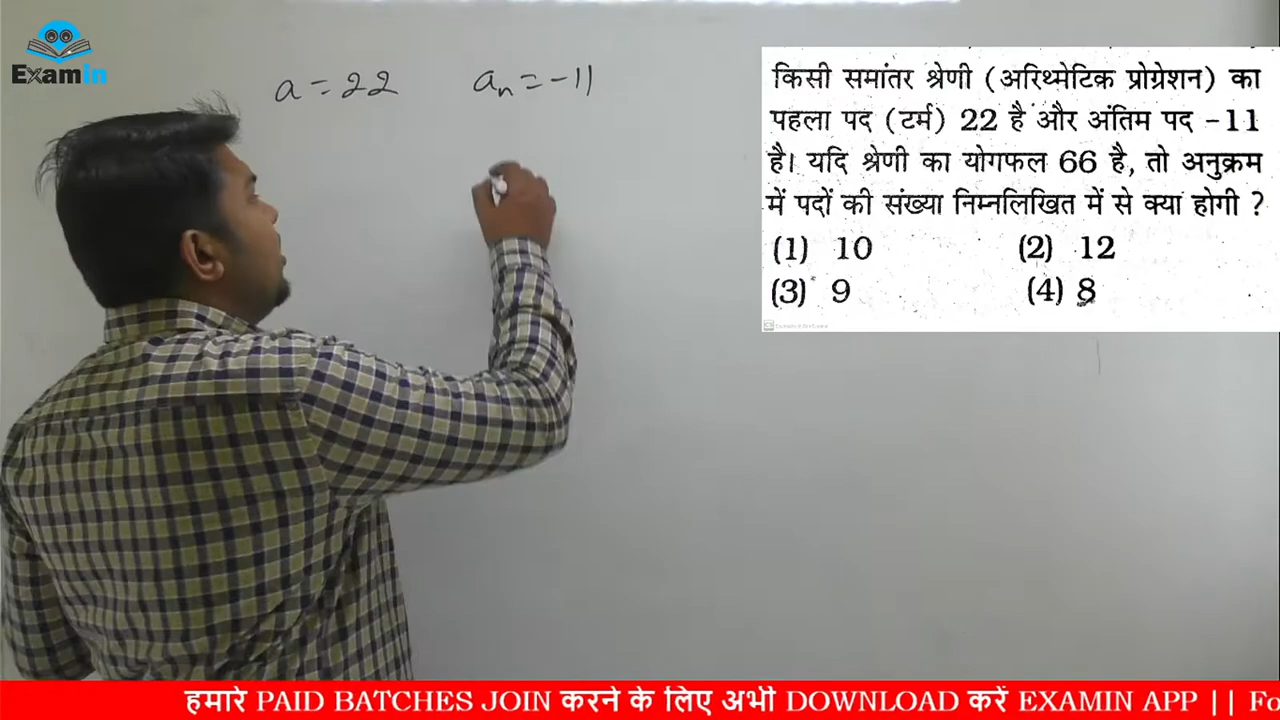 Examin
a = 22 aₙ = -11
किसी समांतर श्रेणी (अरिथ्मेटिक प्रोग्रेशन) का
पहला पद (टर्म) 22 है और अंतिम पद -11
है। यदि श्रेणी का योगफल 66 है, तो अनुक्रम
में पदों की संख्या निम्नलिखित में से क्या होगी ?
(1) 10 (2) 12
(3) 9 (4) 8
हमारे PAID BATCHES JOIN करने के लिए अभी DOWNLOAD करें EXAMIN APP || Fo